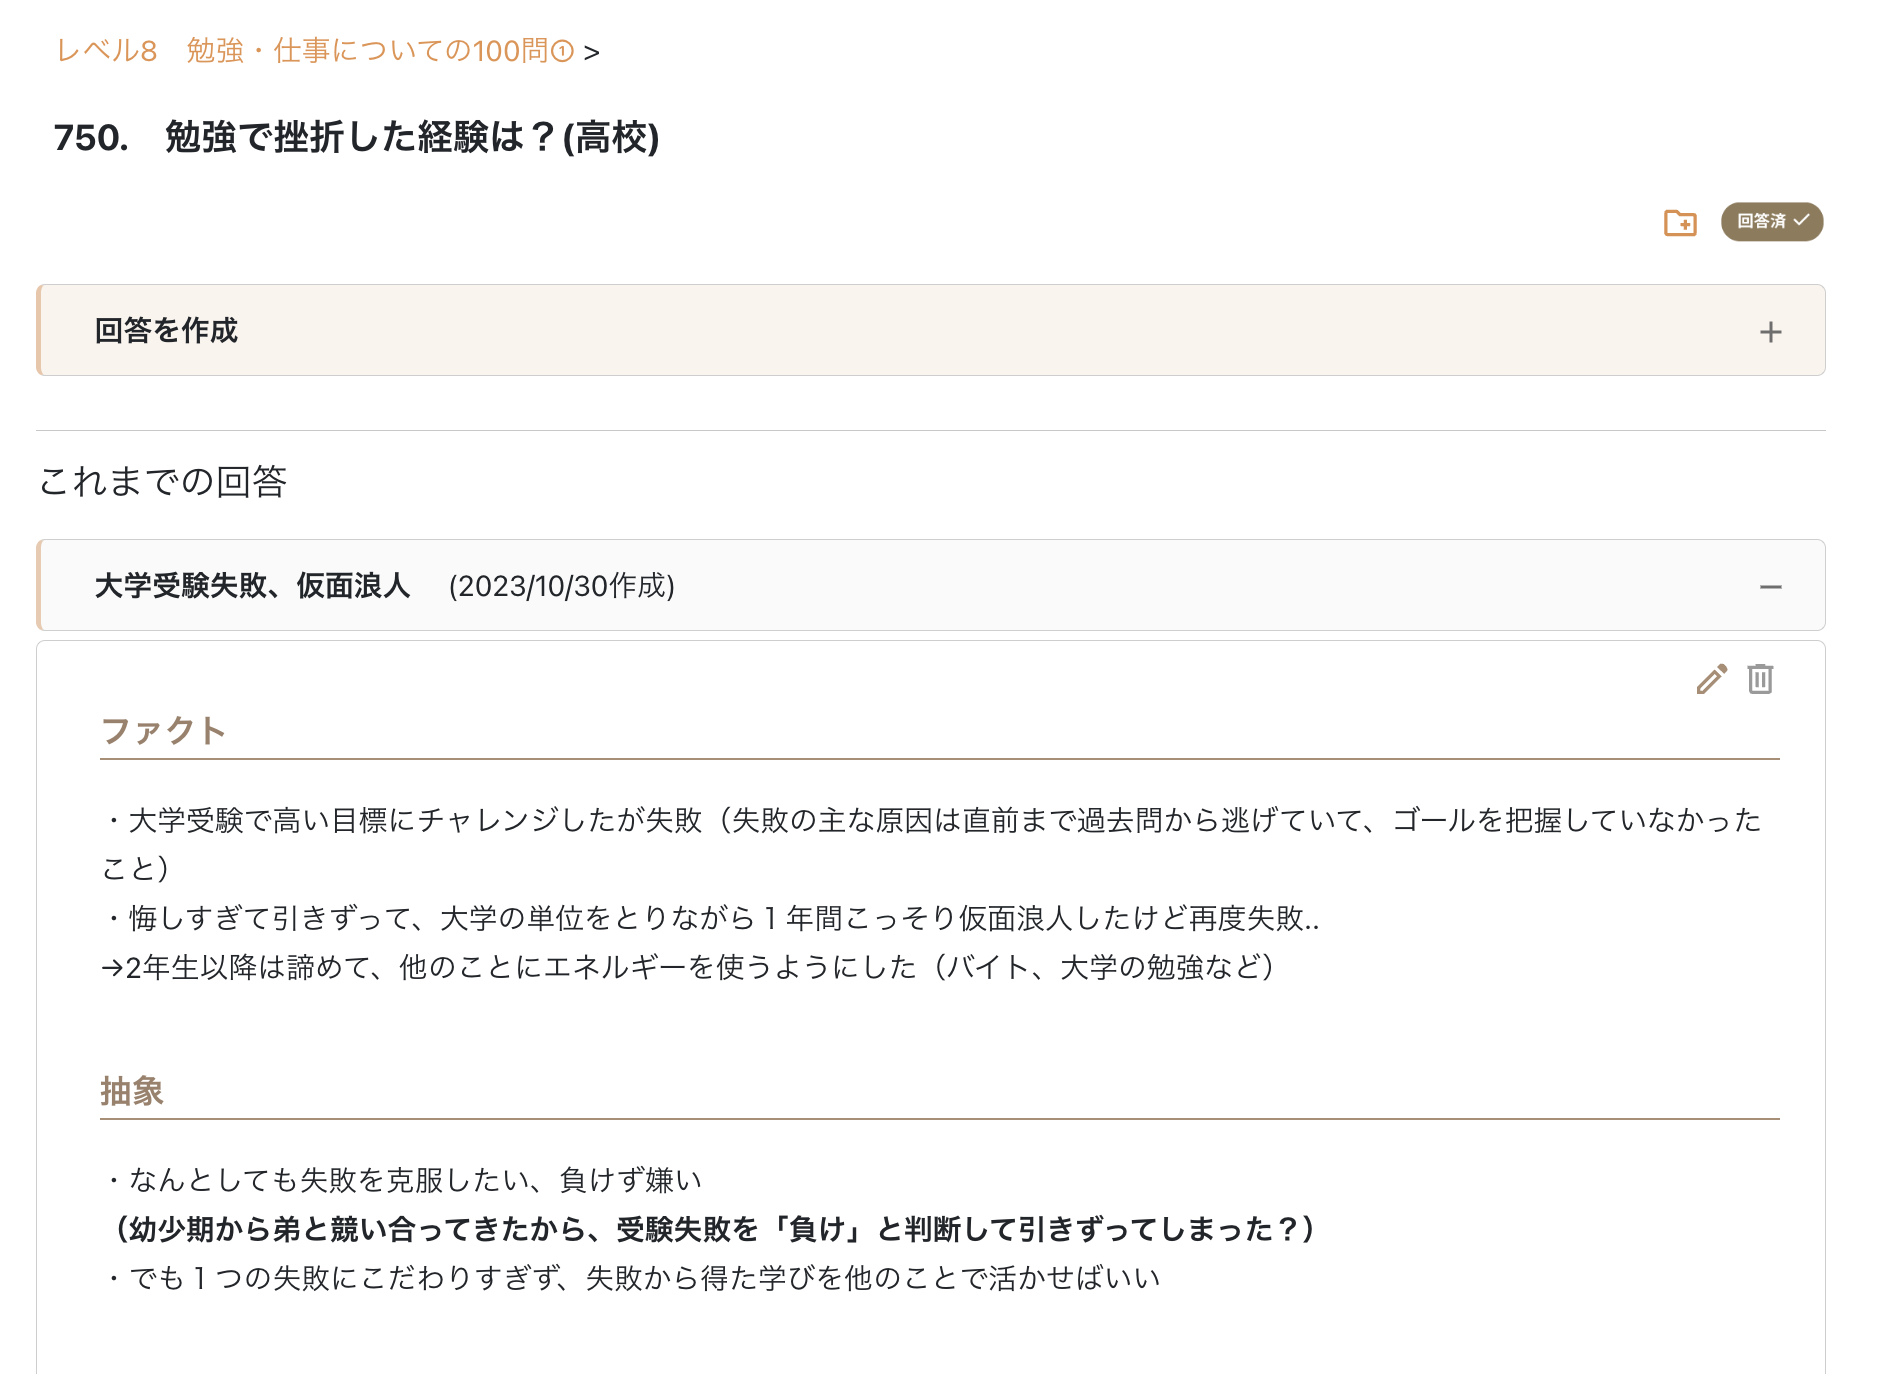 レベル8　勉強・仕事についての100問① >
750.　勉強で挫折した経験は？(高校)
回答済
回答を作成
これまでの回答
大学受験失敗、仮面浪人　(2023/10/30作成)
ファクト
・大学受験で高い目標にチャレンジしたが失敗（失敗の主な原因は直前まで過去問から逃げていて、ゴールを把握していなかった
こと）
・悔しすぎて引きずって、大学の単位をとりながら１年間こっそり仮面浪人したけど再度失敗..
→2年生以降は諦めて、他のことにエネルギーを使うようにした（バイト、大学の勉強など）
抽象
・なんとしても失敗を克服したい、負けず嫌い
（幼少期から弟と競い合ってきたから、受験失敗を「負け」と判断して引きずってしまった？）
・でも１つの失敗にこだわりすぎず、失敗から得た学びを他のことで活かせばいい